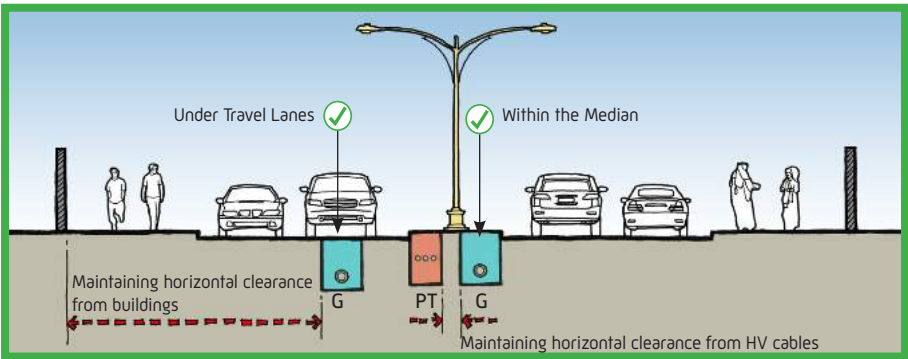 Under Travel Lanes
Within the Median
Maintaining horizontal clearance
from buildings
G
PT
G
Maintaining horizontal clearance from HV cables